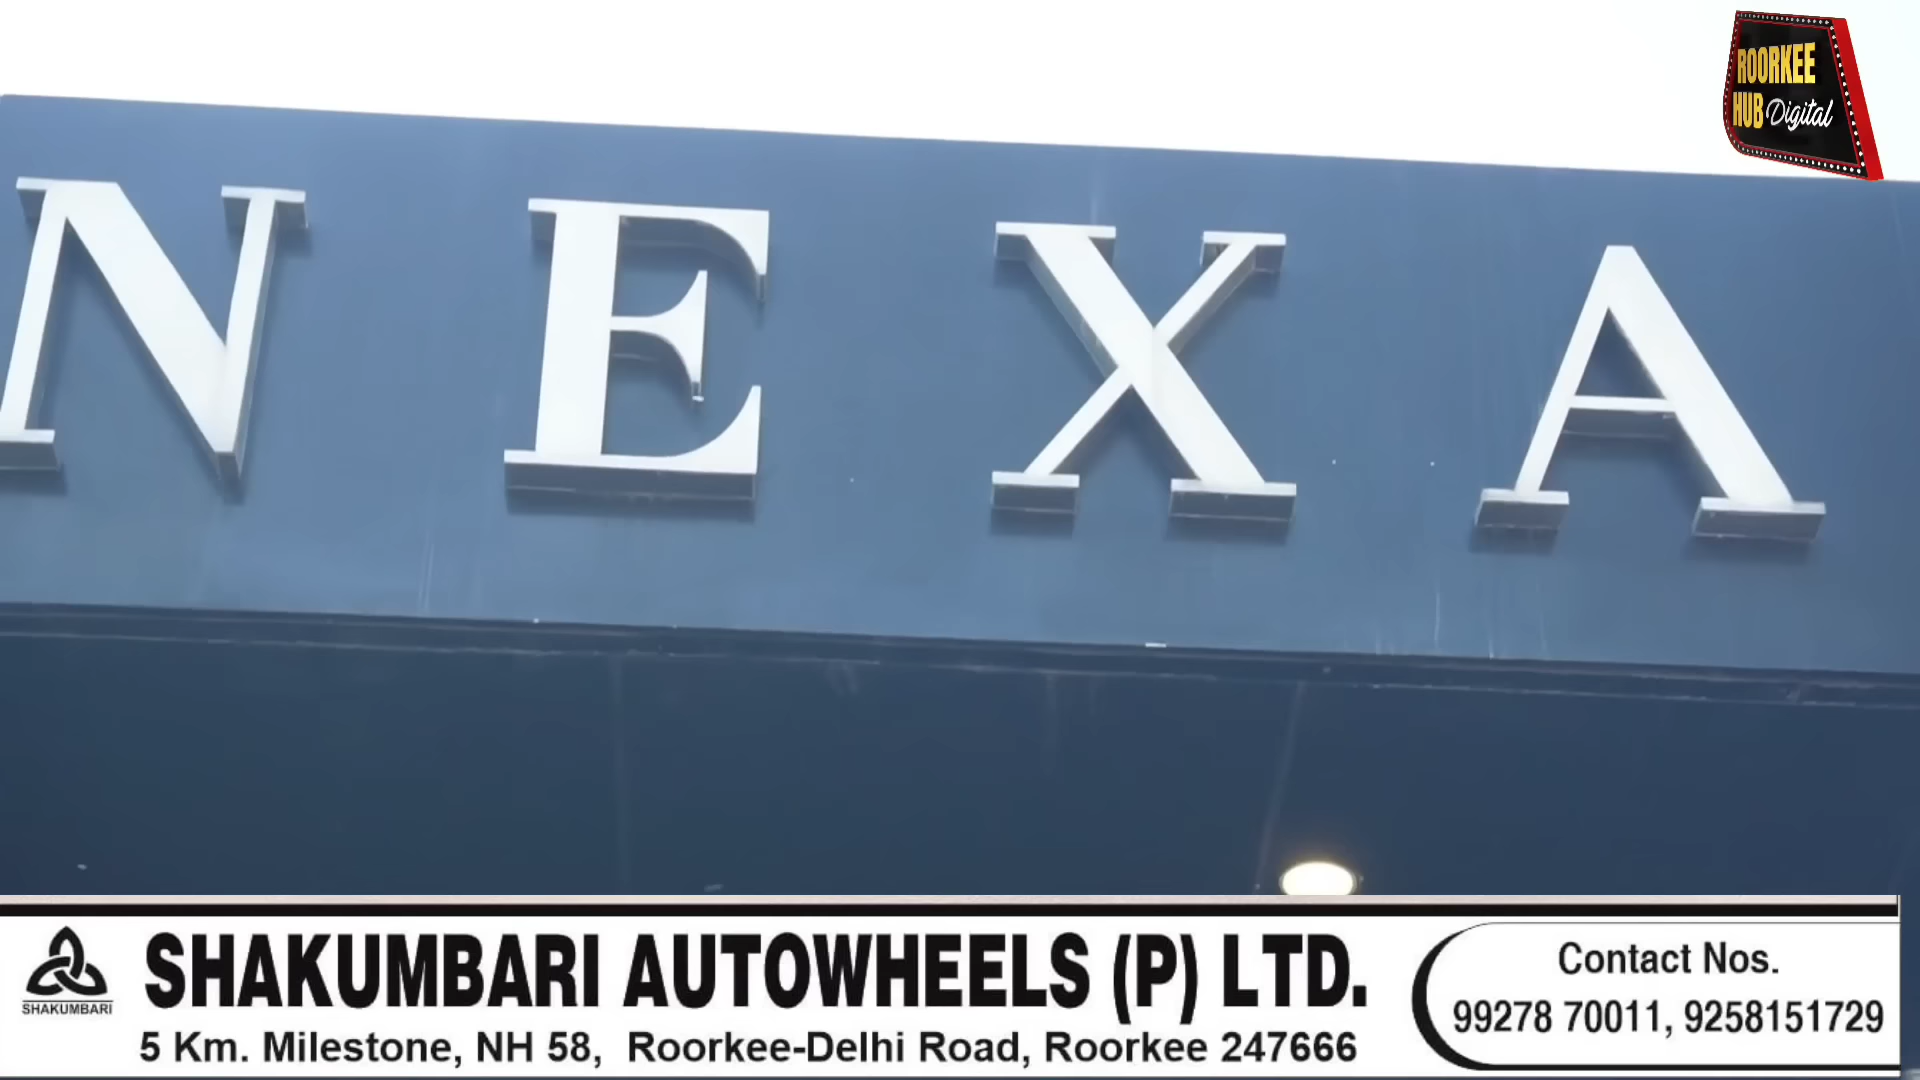 ROORKEE
HUB Digital
NEXA
SHAKUMBARI
SHAKUMBARI AUTOWHEELS (P) LTD.
5 Km. Milestone, NH 58, Roorkee-Delhi Road, Roorkee 247666
Contact Nos.
99278 70011, 9258151729